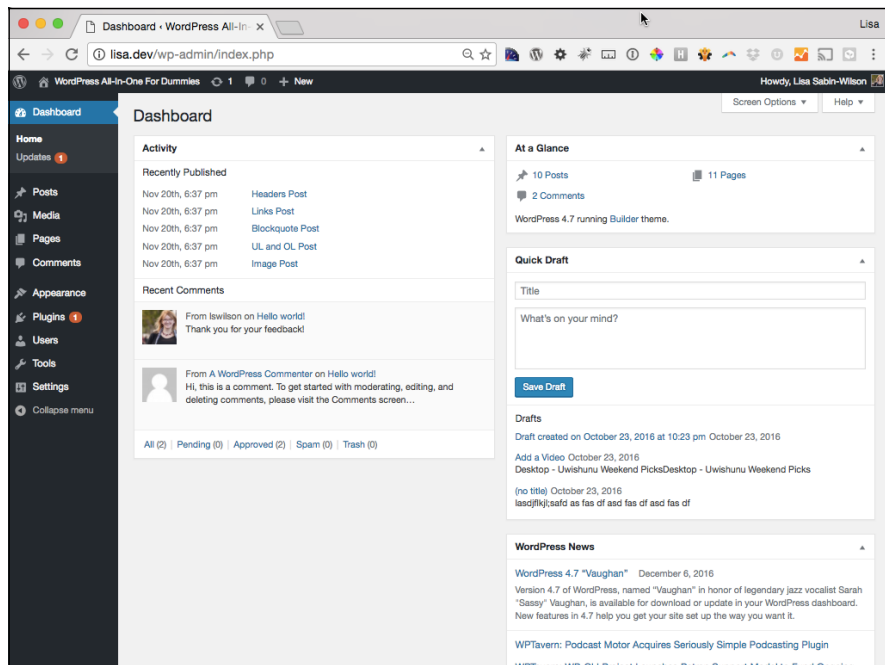 Dashboard ‹ WordPress All-In-
Lisa
lisa.dev/wp-admin/index.php
WordPress All-In-One For Dummies 1 0 + New
Howdy, Lisa Sabin-Wilson
Dashboard
Home
Updates 1
Posts
Media
Pages
Comments
Appearance
Plugins 1
Users
Tools
Settings
Collapse menu
Screen Options
Help
Dashboard
Activity
Recently Published
Nov 20th, 6:37 pm Headers Post
Nov 20th, 6:37 pm Links Post
Nov 20th, 6:37 pm Blockquote Post
Nov 20th, 6:37 pm UL and OL Post
Nov 20th, 6:37 pm Image Post
Recent Comments
From lswilson on Hello world!
Thank you for your feedback!
From A WordPress Commenter on Hello world!
Hi, this is a comment. To get started with moderating, editing, and
deleting comments, please visit the Comments screen…
All (2) | Pending (0) | Approved (2) | Spam (0) | Trash (0)
At a Glance
10 Posts
11 Pages
2 Comments
WordPress 4.7 running Builder theme.
Quick Draft
Title
What's on your mind?
Save Draft
Drafts
Draft created on October 23, 2016 at 10:23 pm October 23, 2016
Add a Video October 23, 2016
Desktop - Uwishunu Weekend PicksDesktop - Uwishunu Weekend Picks
(no title) October 23, 2016
lasdjflkjl;safd as fas df asd fas df asd fas df
WordPress News
WordPress 4.7 "Vaughan" December 6, 2016
Version 4.7 of WordPress, named "Vaughan" in honor of legendary jazz vocalist Sarah
"Sassy" Vaughan, is available for download or update in your WordPress dashboard.
New features in 4.7 help you get your site set up the way you want it.
WPTavern: Podcast Motor Acquires Seriously Simple Podcasting Plugin